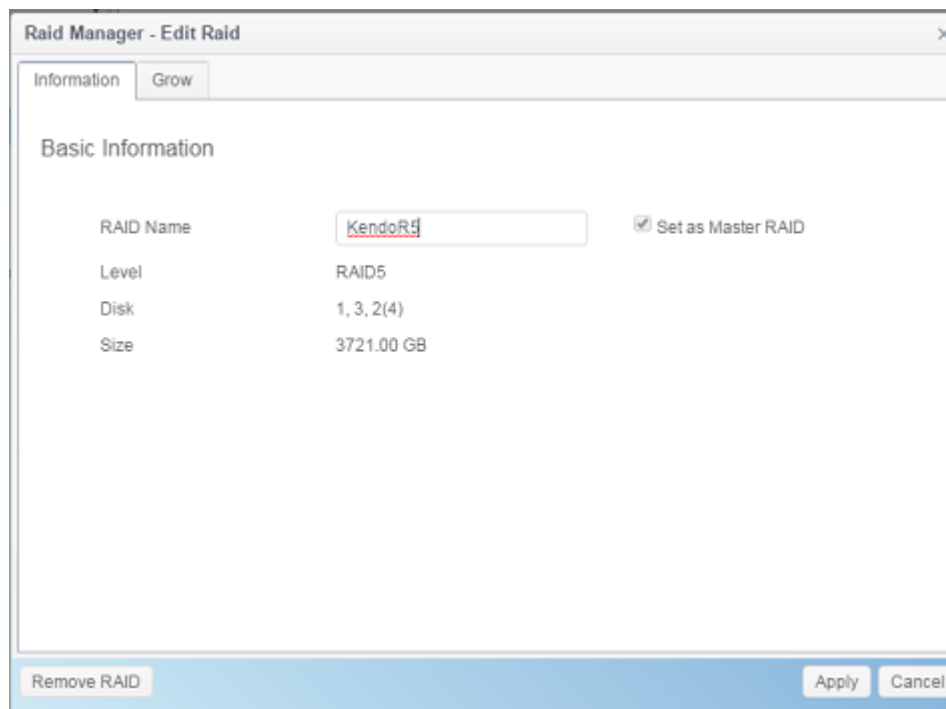 Raid Manager - Edit Raid
Information Grow
Basic Information
RAID Name KendoR5 Set as Master RAID
Level RAID5
Disk 1, 3, 2(4)
Size 3721.00 GB
Remove RAID Apply Cancel